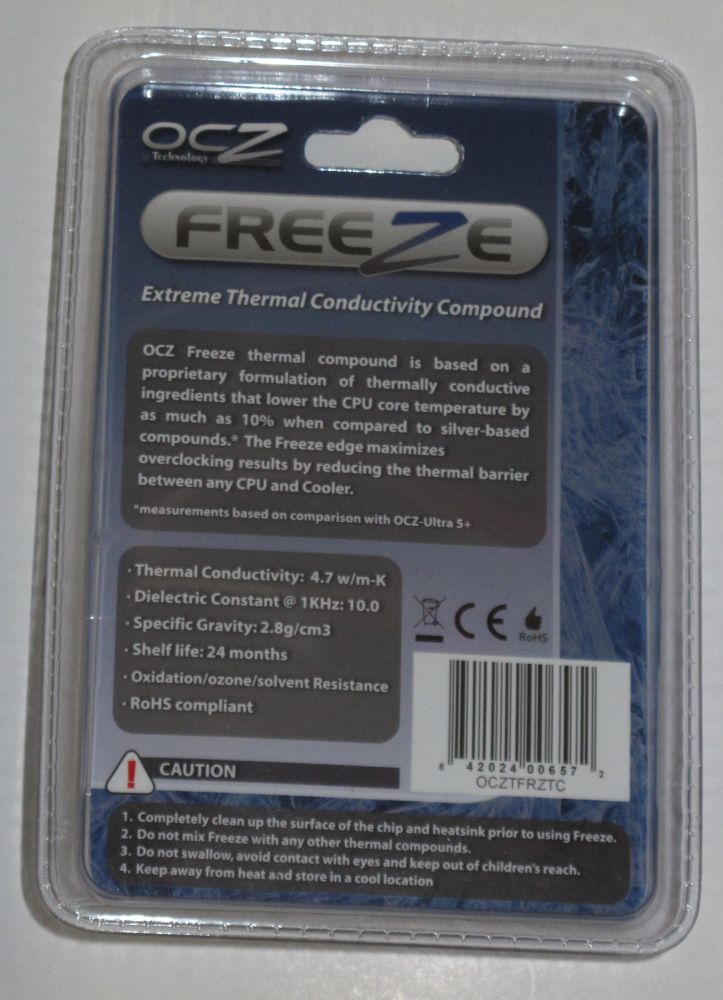 OCZ
Technology
FREEZE
Extreme Thermal Conductivity Compound
OCZ Freeze thermal compound is based on a
proprietary formulation of thermally conductive
ingredients that lower the CPU core temperature by
as much as 10% when compared to silver-based
compounds.* The Freeze edge maximizes
overclocking results by reducing the thermal barrier
between any CPU and Cooler.
*measurements based on comparison with OCZ-Ultra 5+
· Thermal Conductivity: 4.7 w/m-K
· Dielectric Constant @ 1KHz: 10.0
· Specific Gravity: 2.8g/cm3
· Shelf life: 24 months
· Oxidation/ozone/solvent Resistance
· RoHS compliant
CE
RoHS
8 42024 00657 2
OCZTFRZTC
! CAUTION
1. Completely clean up the surface of the chip and heatsink prior to using Freeze.
2. Do not mix Freeze with any other thermal compounds.
3. Do not swallow, avoid contact with eyes and keep out of children's reach.
4. Keep away from heat and store in a cool location